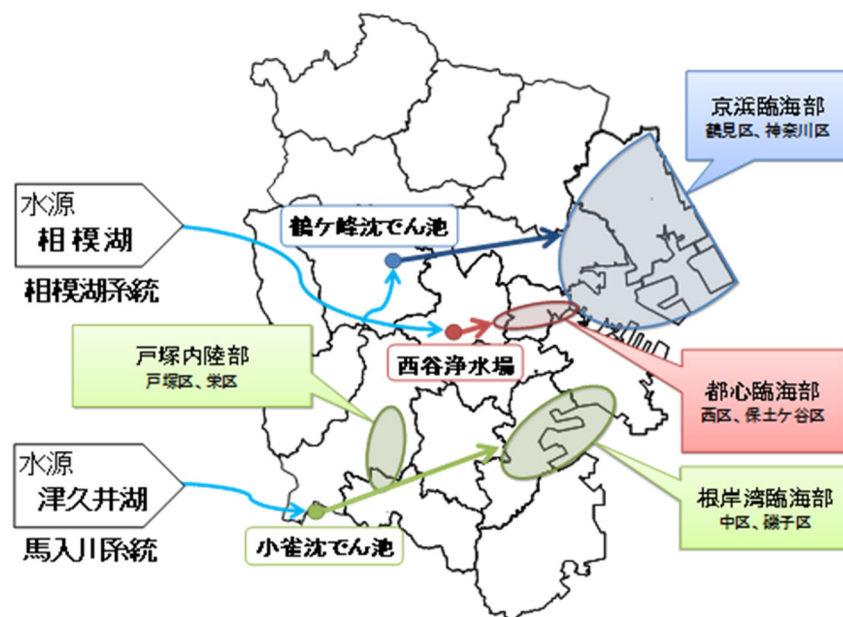 京浜臨海部
鶴見区、神奈川区
水源
相模湖
相模湖系統
鶴ケ峰沈でん池
戸塚内陸部
戸塚区、栄区
西谷浄水場
都心臨海部
西区、保土ケ谷区
水源
津久井湖
馬入川系統
小雀沈でん池
根岸湾臨海部
中区、磯子区